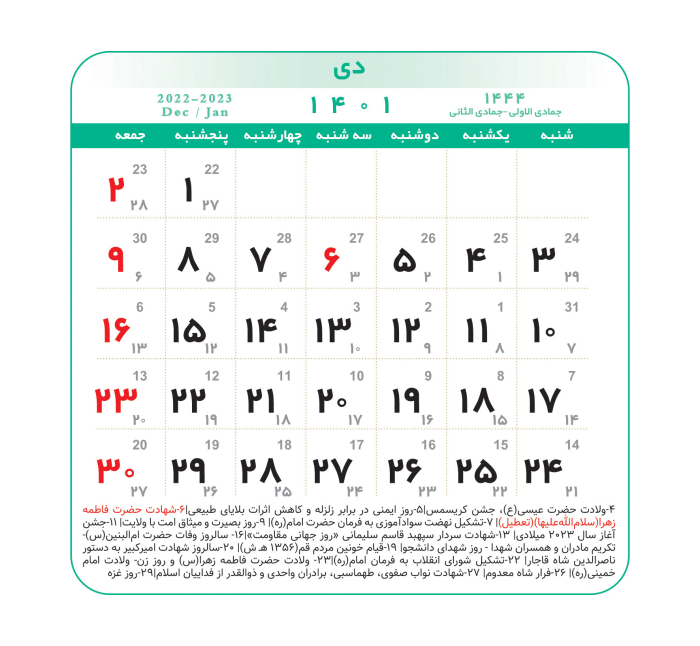 دی
۱۴۴۴ ۱۴۰۱ 2022–2023
جمادی الاولی-جمادی الثانی Dec / Jan
شنبه یکشنبه دوشنبه سه شنبه چهارشنبه پنجشنبه جمعه
22 23
۱ ۲
۲۷ ۲۸
24 25 26 27 28 29 30
۳ ۴ ۵ ۶ ۷ ۸ ۹
۲۹ ۱ ۲ ۳ ۴ ۵ ۶
31 1 2 3 4 5 6
۱۰ ۱۱ ۱۲ ۱۳ ۱۴ ۱۵ ۱۶
۷ ۸ ۹ ۱۰ ۱۱ ۱۲ ۱۳
7 8 9 10 11 12 13
۱۷ ۱۸ ۱۹ ۲۰ ۲۱ ۲۲ ۲۳
۱۴ ۱۵ ۱۶ ۱۷ ۱۸ ۱۹ ۲۰
14 15 16 17 18 19 20
۲۴ ۲۵ ۲۶ ۲۷ ۲۸ ۲۹ ۳۰
۲۱ ۲۲ ۲۳ ۲۴ ۲۵ ۲۶ ۲۷
۴-ولادت حضرت عیسی(ع)، جشن کریسمس|۵-روز ایمنی در برابر زلزله و کاهش اثرات بلایای طبیعی|۶-شهادت حضرت فاطمه
زهرا(سلام‌الله‌علیها)(تعطیل)| ۷-تشکیل نهضت سوادآموزی به فرمان حضرت امام(ره)| ۹-روز بصیرت و میثاق امت با ولایت| ۱۱-جشن
آغاز سال ۲۰۲۳ میلادی| ۱۳-شهادت سردار سپهبد قاسم سلیمانی «روز جهانی مقاومت»|۱۶- سالروز وفات حضرت ام‌البنین(س)-
تکریم مادران و همسران شهدا - روز شهدای دانشجو| ۱۹-قیام خونین مردم قم(۱۳۵۶ ه ش)| ۲۰-سالروز شهادت امیرکبیر به دستور
ناصرالدین شاه قاجار| ۲۲-تشکیل شورای انقلاب به فرمان امام(ره)|۲۳- ولادت حضرت فاطمه زهرا(س) و روز زن- ولادت امام
خمینی(ره)| ۲۶-فرار شاه معدوم| ۲۷-شهادت نواب صفوی، طهماسبی، برادران واحدی و ذوالقدر از فداییان اسلام|۲۹-روز غزه